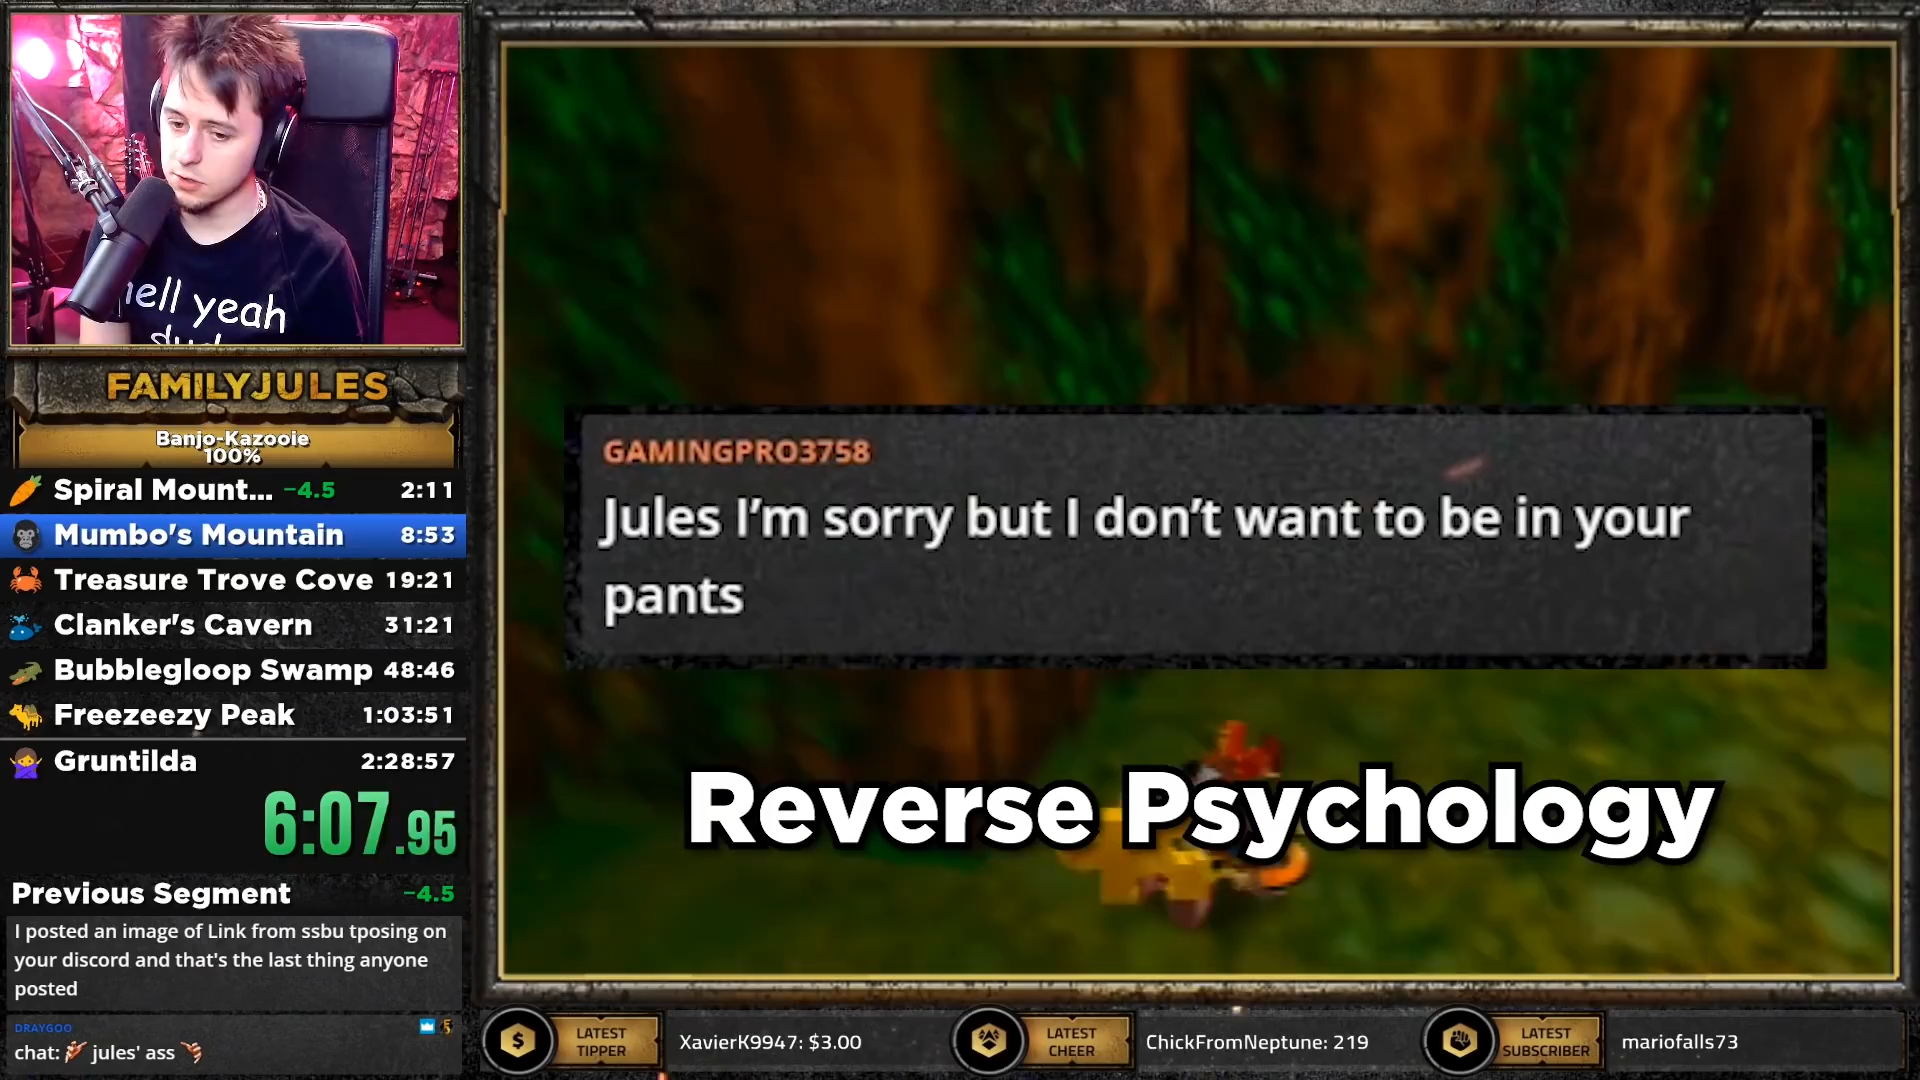 hell yeah
FAMILYJULES
Banjo-Kazooie
100%
Spiral Mount... −4.5 2:11
Mumbo's Mountain 8:53
Treasure Trove Cove 19:21
Clanker's Cavern 31:21
Bubblegloop Swamp 48:46
Freezeezy Peak 1:03:51
Gruntilda 2:28:57
6:07.95
Previous Segment −4.5
I posted an image of Link from ssbu tposing on
your discord and that's the last thing anyone
posted
DRAYGOO
chat: jules' ass
GAMINGPRO3758
Jules I’m sorry but I don’t want to be in your
pants
Reverse Psychology
LATEST
TIPPER
XavierK9947: $3.00
LATEST
CHEER
ChickFromNeptune: 219
LATEST
SUBSCRIBER
mariofalls73